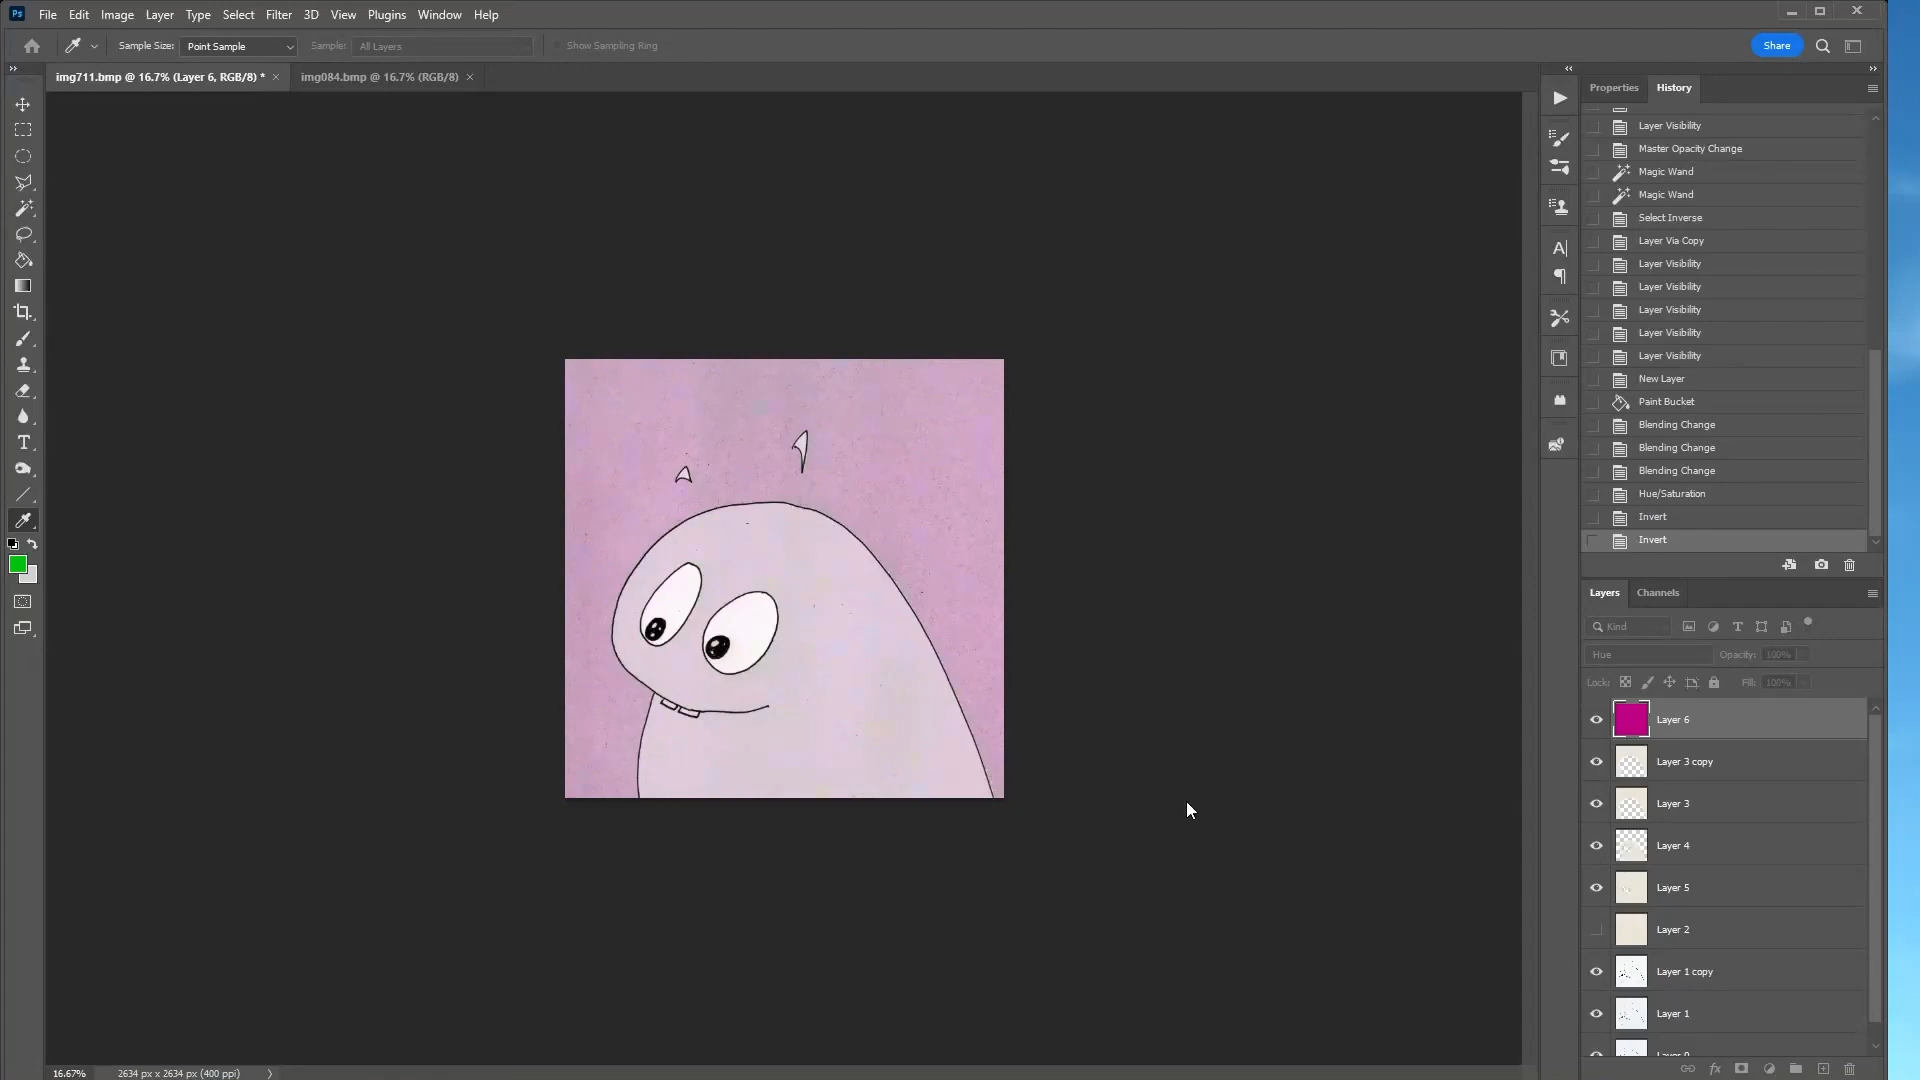 Ps File Edit Image Layer Type Select Filter 3D View Plugins Window Help
Sample Size: Point Sample Sample: All Layers Show Sampling Ring Share
img711.bmp @ 16.7% (Layer 6, RGB/8) * × img084.bmp @ 16.7% (RGB/8) ×
Properties History
Layer Visibility
Master Opacity Change
Magic Wand
Magic Wand
Select Inverse
Layer Via Copy
Layer Visibility
Layer Visibility
Layer Visibility
Layer Visibility
Layer Visibility
New Layer
Paint Bucket
Blending Change
Blending Change
Blending Change
Hue/Saturation
Invert
Invert
Layers Channels
Kind
Hue Opacity: 100%
Lock: Fill: 100%
Layer 6
Layer 3 copy
Layer 3
Layer 4
Layer 5
Layer 2
Layer 1 copy
Layer 1
16.67% 2634 px x 2634 px (400 ppi)